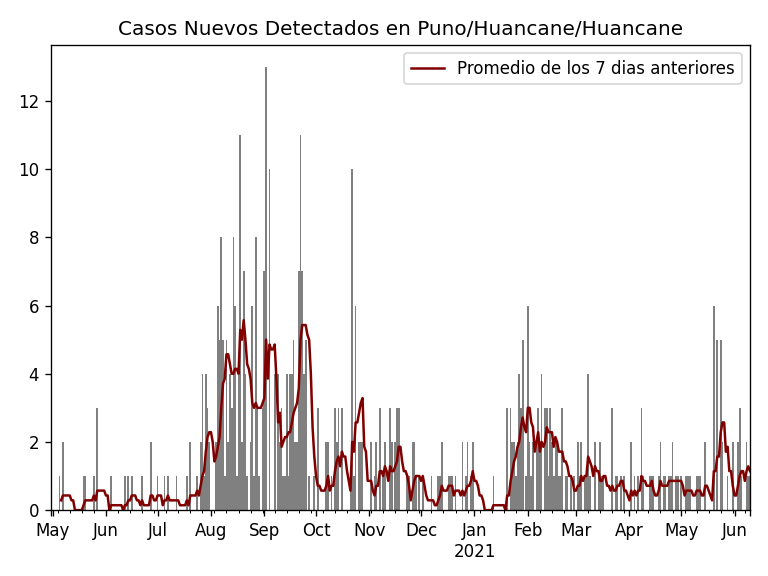 Casos Nuevos Detectados en Puno/Huancane/Huancane
Promedio de los 7 dias anteriores
12
10
8
6
4
2
0
May Jun Jul Aug Sep Oct Nov Dec Jan Feb Mar Apr May Jun
2021